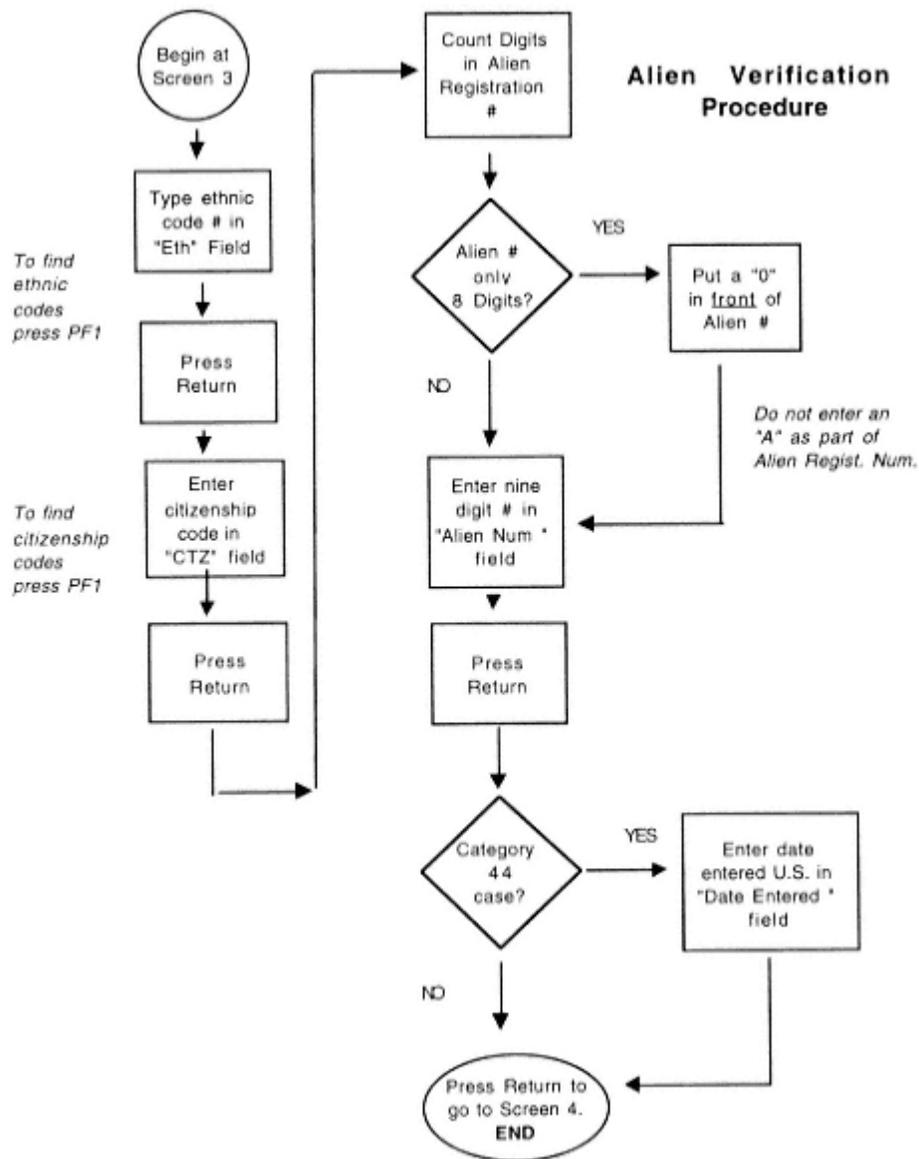 Alien Verification
Procedure
Begin at
Screen 3
Type ethnic
code # in
"Eth" Field
To find
ethnic
codes
press PF1
Press
Return
Enter
citizenship
code in
"CTZ" field
To find
citizenship
codes
press PF1
Press
Return
Count Digits
in Alien
Registration
#
Alien #
only
8 Digits?
YES
Put a "0"
in front of
Alien #
NO
Do not enter an
"A" as part of
Alien Regist. Num.
Enter nine
digit # in
"Alien Num "
field
Press
Return
Category
44
case?
YES
Enter date
entered U.S. in
"Date Entered "
field
NO
Press Return to
go to Screen 4.
END